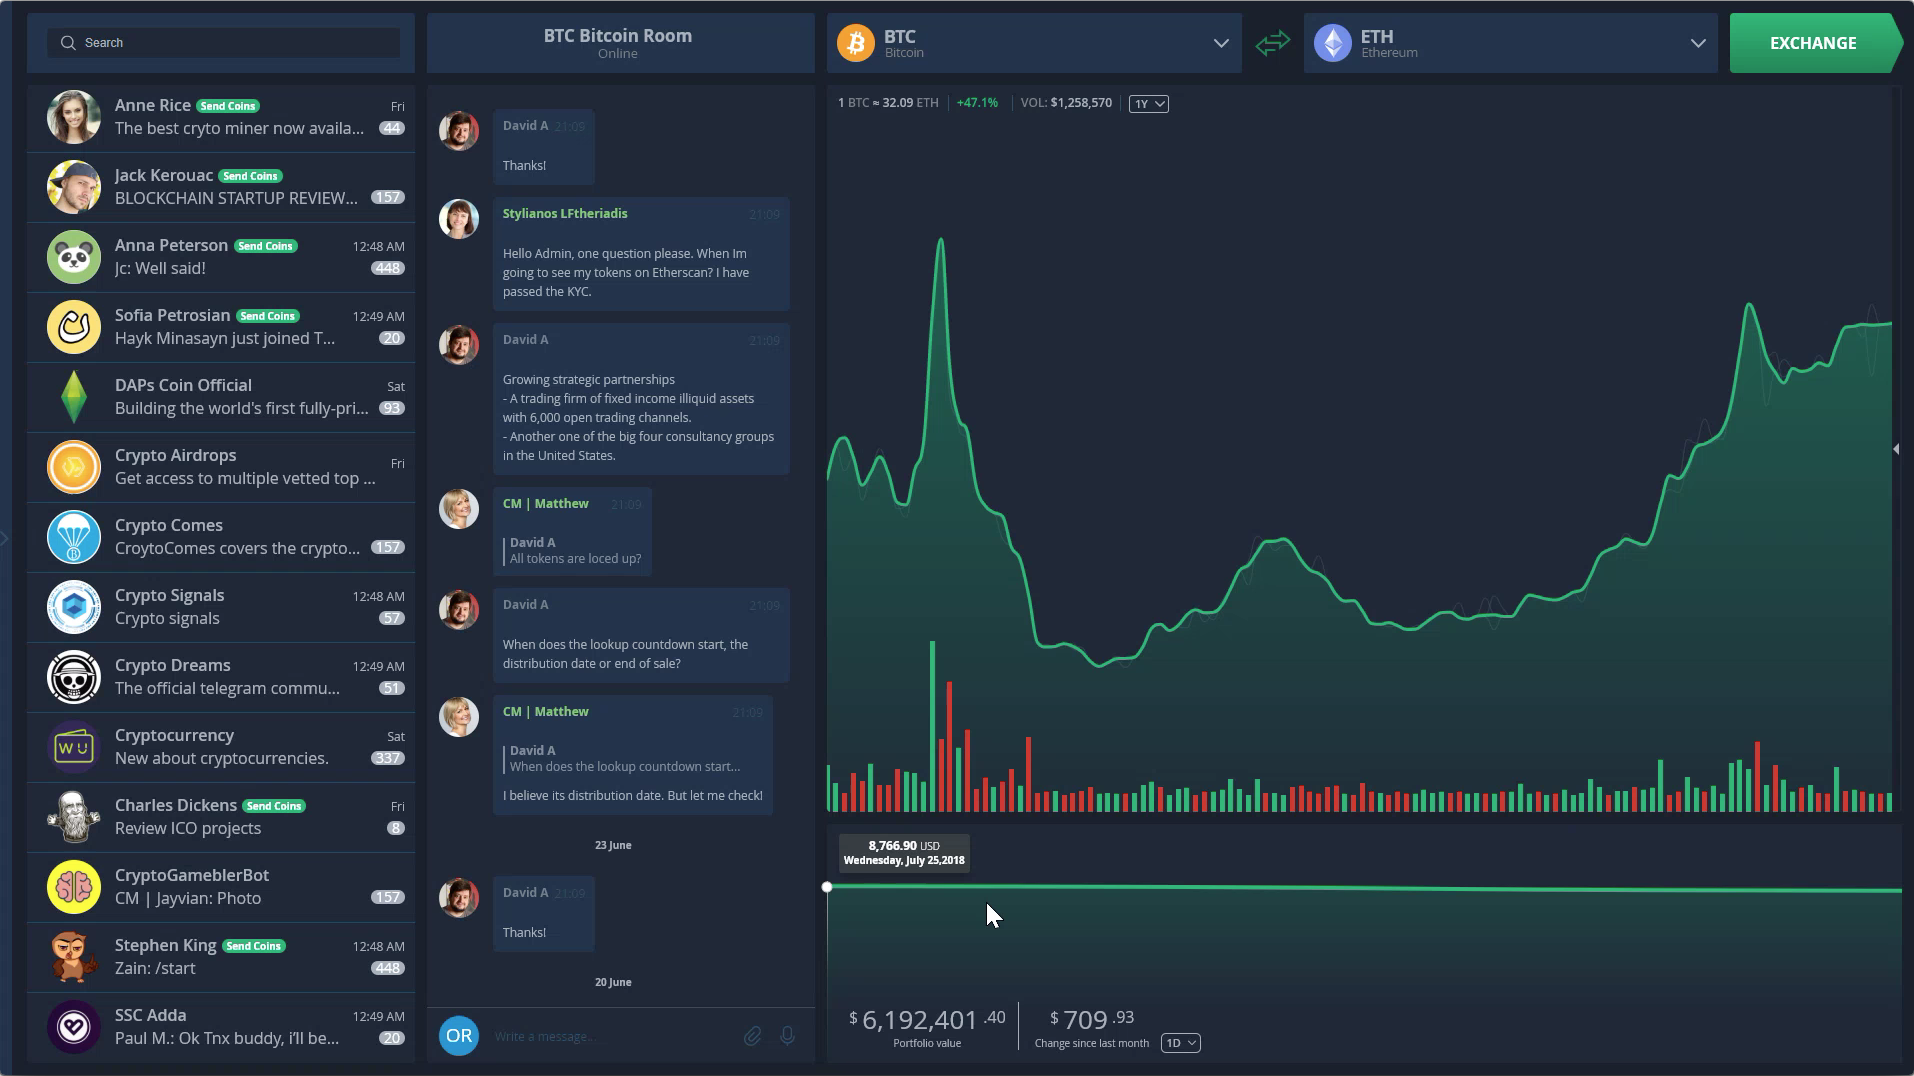 Search
Anne Rice Send Coins Fri
The best cryto miner now availa... 44
Jack Kerouac Send Coins
BLOCKCHAIN STARTUP REVIEW... 157
Anna Peterson Send Coins 12:48 AM
Jc: Well said! 448
Sofia Petrosian Send Coins 12:49 AM
Hayk Minasayn just joined T... 20
DAPs Coin Official Sat
Building the world's first fully-pri... 93
Crypto Airdrops Fri
Get access to multiple vetted top ...
Crypto Comes
CroytoComes covers the crypto... 157
Crypto Signals 12:48 AM
Crypto signals 57
Crypto Dreams 12:49 AM
The official telegram commu... 51
WU
Cryptocurrency Sat
New about cryptocurrencies. 337
Charles Dickens Send Coins Fri
Review ICO projects 8
CryptoGameblerBot
CM | Jayvian: Photo 157
Stephen King Send Coins 12:48 AM
Zain: /start 448
SSC Adda 12:49 AM
Paul M.: Ok Tnx buddy, i'll be... 20
BTC Bitcoin Room
Online
David A 21:09
Thanks!
Stylianos LFtheriadis 21:09
Hello Admin, one question please. When Im
going to see my tokens on Etherscan? I have
passed the KYC.
David A 21:09
Growing strategic partnerships
- A trading firm of fixed income illiquid assets
with 6,000 open trading channels.
- Another one of the big four consultancy groups
in the United States.
CM | Matthew 21:09
David A
All tokens are loced up?
David A 21:09
When does the lookup countdown start, the
distribution date or end of sale?
CM | Matthew 21:09
David A
When does the lookup countdown start...
I believe its distribution date. But let me check!
23 June
David A 21:09
Thanks!
20 June
OR Write a message...
BTC
Bitcoin
ETH
Ethereum
EXCHANGE
1 BTC ≈ 32.09 ETH +47.1% VOL: $1,258,570 1Y
8,766.90 USD
Wednesday, July 25,2018
$ 6,192,401 .40
Portfolio value
$ 709 .93
Change since last month 1D